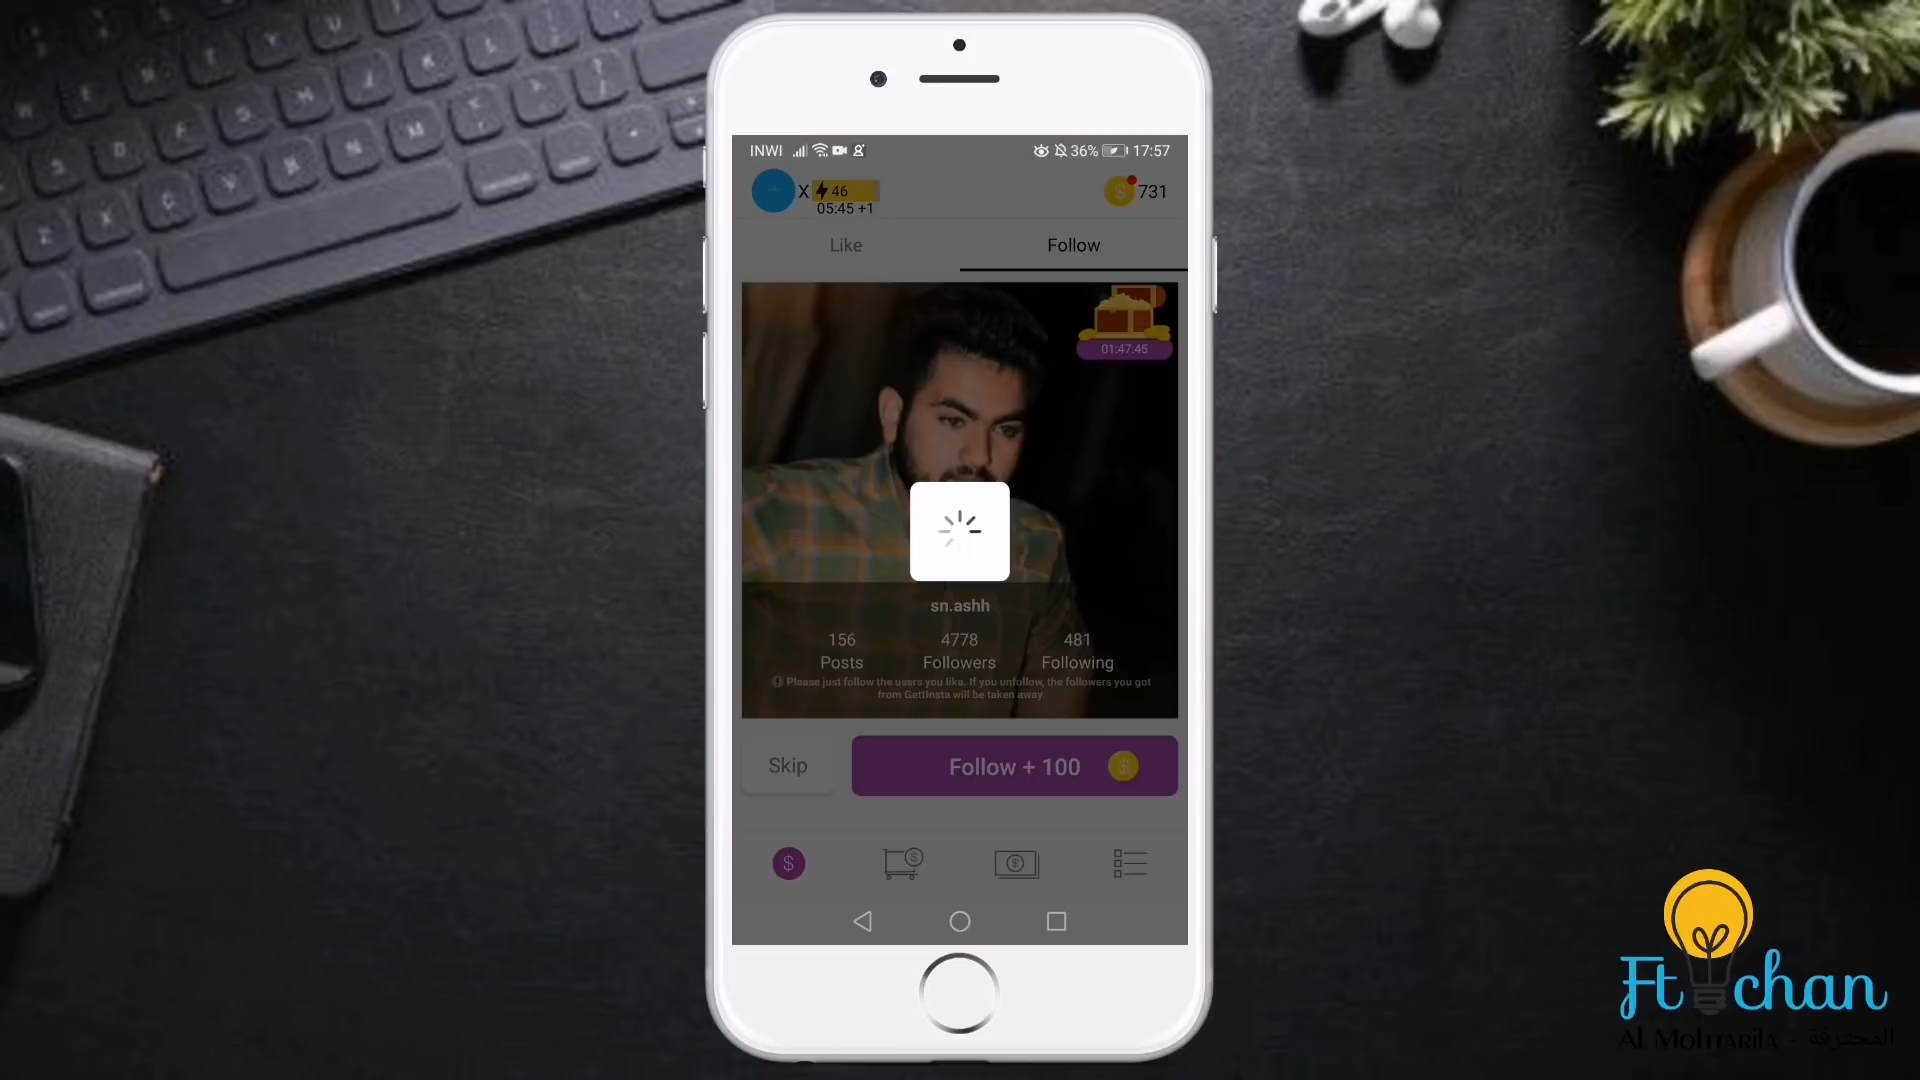 INWI
36% 17:57
X 46
05:45 +1
731
Like
Follow
01:47:45
sn.ashh
156
4778
481
Posts
Followers
Following
Please just follow the users you like. If you unfollow, the followers you got
from GettInsta will be taken away.
Skip
Follow + 100
Ft chan
Al Mohtarifa - المحترفة